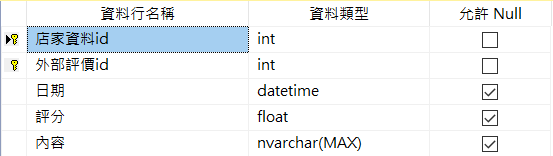 資料行名稱 資料類型 允許 Null
店家資料id int
外部評價id int
日期 datetime
評分 float
內容 nvarchar(MAX)